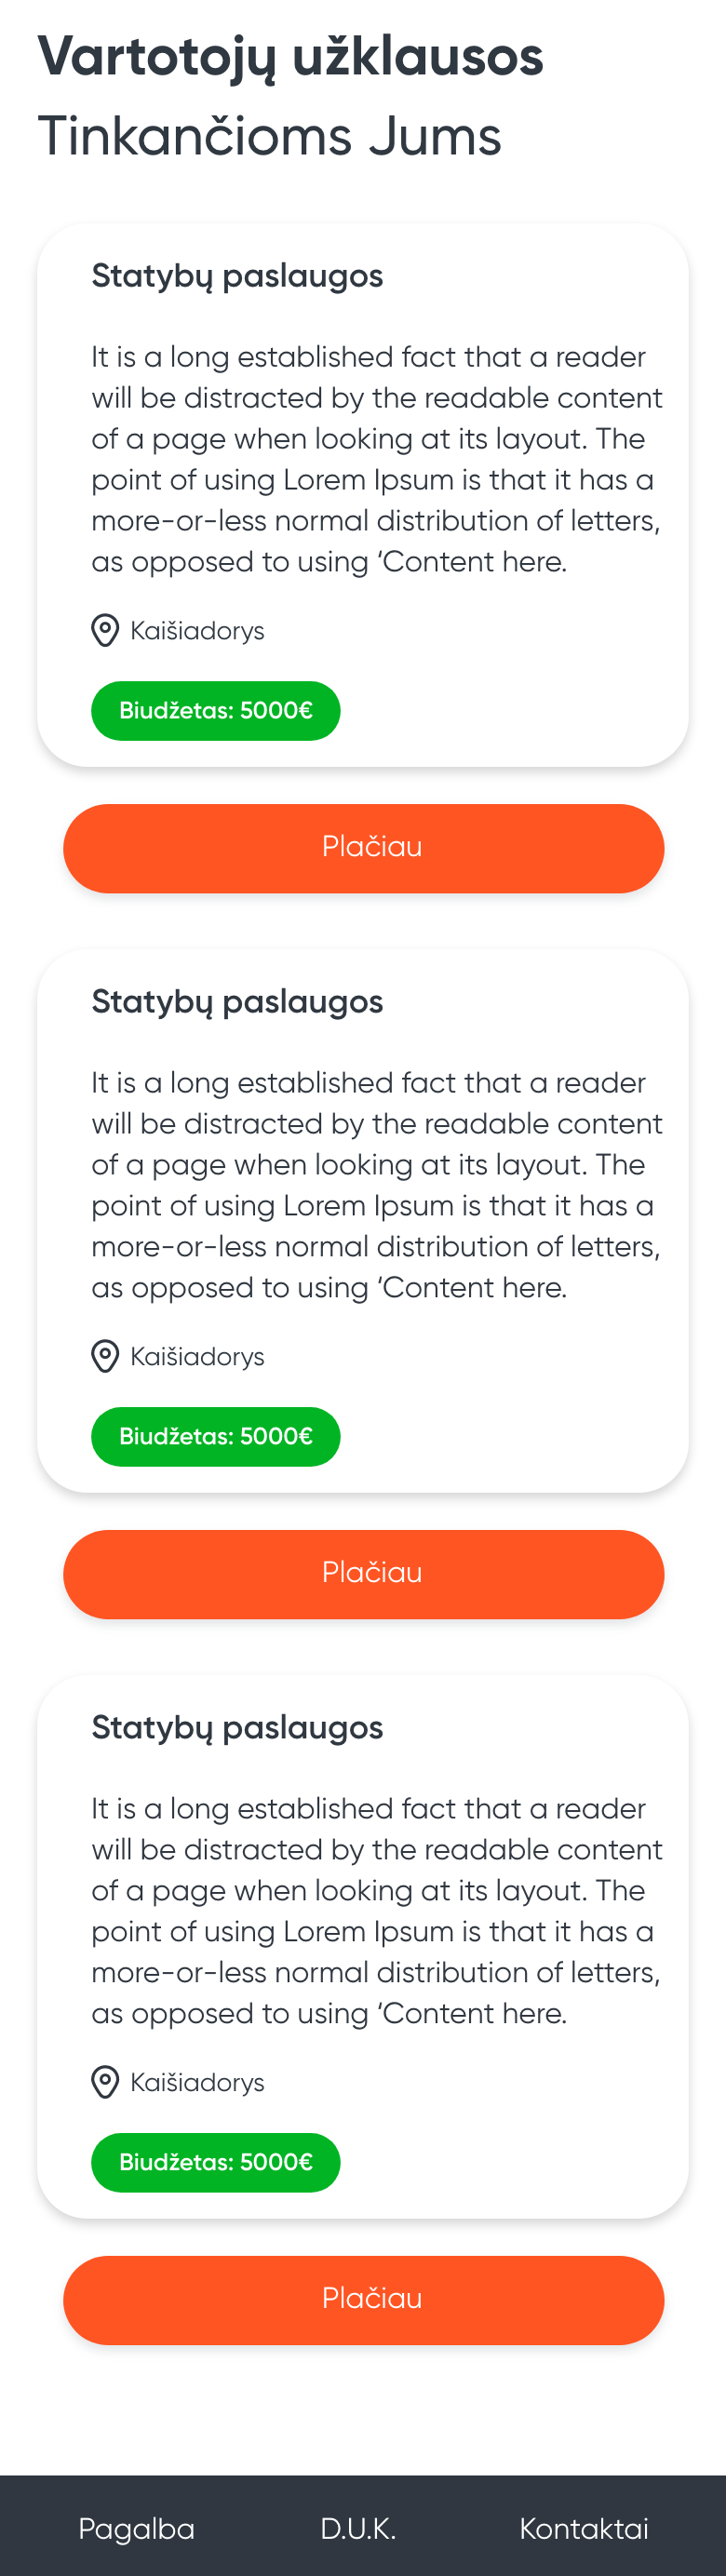 Vartotojų užklausos
Tinkančioms Jums
Statybų paslaugos
It is a long established fact that a reader
will be distracted by the readable content
of a page when looking at its layout. The
point of using Lorem Ipsum is that it has a
more-or-less normal distribution of letters,
as opposed to using ‘Content here.
Kaišiadorys
Biudžetas: 5000€
Plačiau
Statybų paslaugos
It is a long established fact that a reader
will be distracted by the readable content
of a page when looking at its layout. The
point of using Lorem Ipsum is that it has a
more-or-less normal distribution of letters,
as opposed to using ‘Content here.
Kaišiadorys
Biudžetas: 5000€
Plačiau
Statybų paslaugos
It is a long established fact that a reader
will be distracted by the readable content
of a page when looking at its layout. The
point of using Lorem Ipsum is that it has a
more-or-less normal distribution of letters,
as opposed to using ‘Content here.
Kaišiadorys
Biudžetas: 5000€
Plačiau
Pagalba D.U.K. Kontaktai